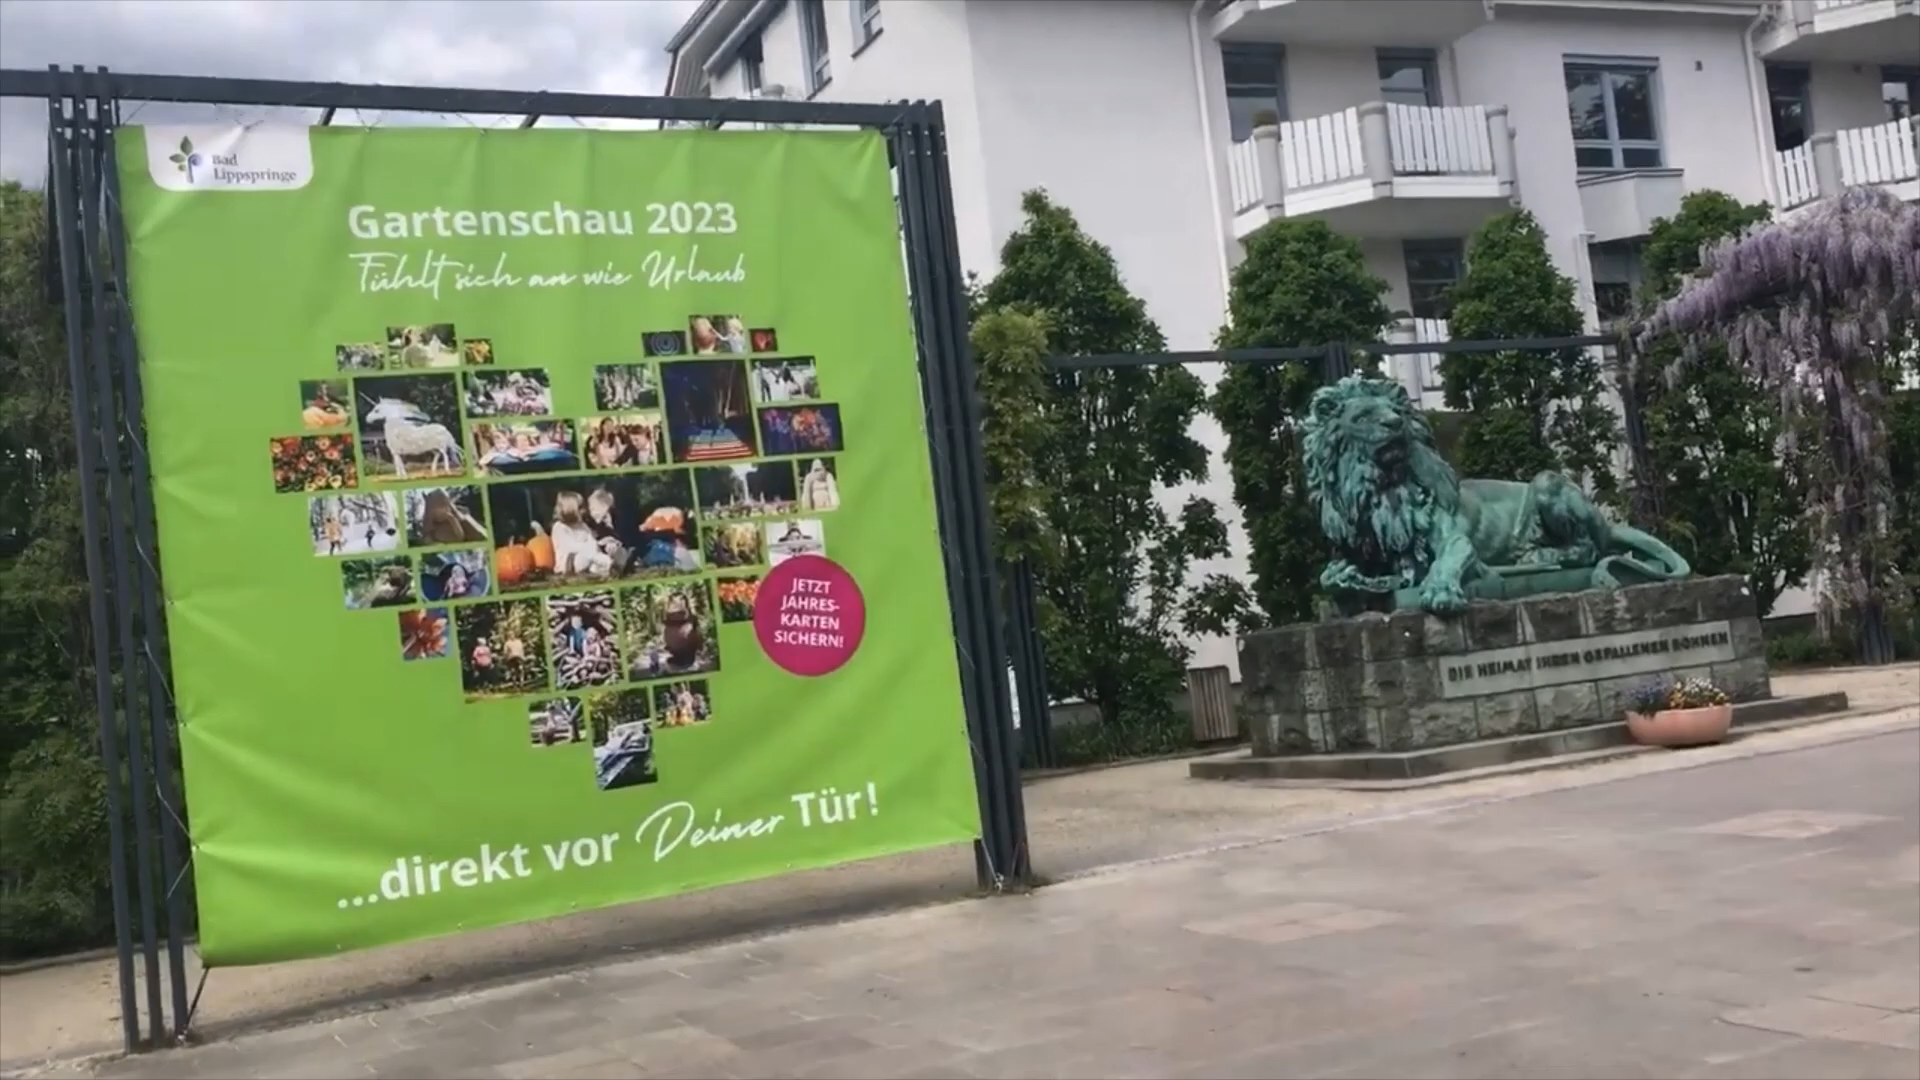 Bad
Lippspringe
Gartenschau 2023
Fühlt sich an wie Urlaub
JETZT
JAHRES-
KARTEN
SICHERN!
...direkt vor Deiner Tür!
DIE HEIMAT IHREN GEFALLENEN SÖHNEN